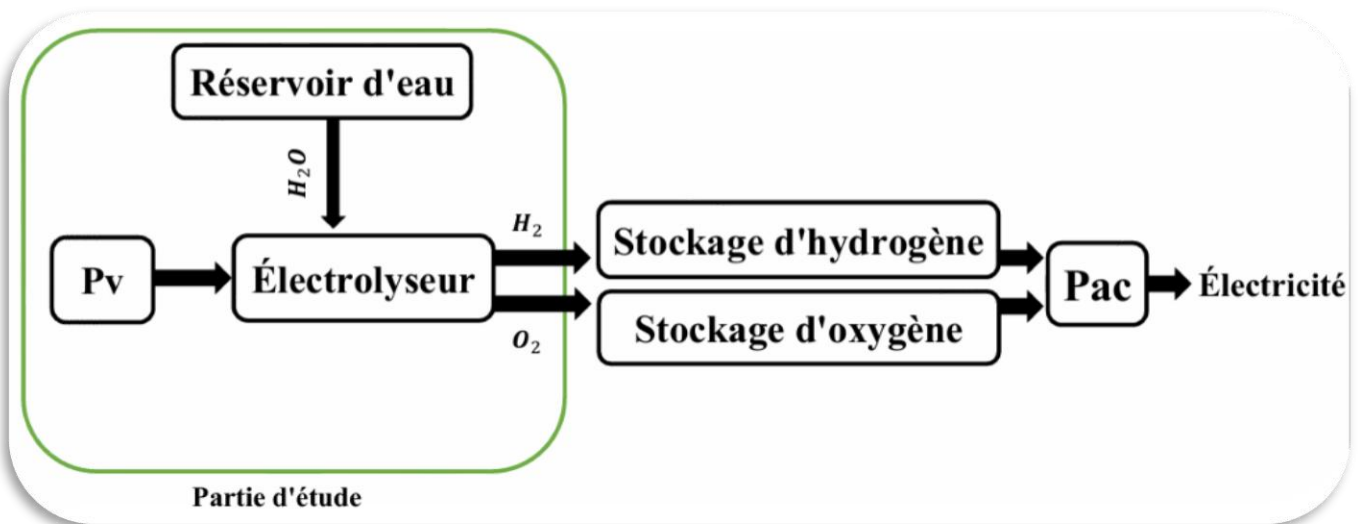 Réservoir d'eau
H₂O
Pv
Électrolyseur
H₂
O₂
Stockage d'hydrogène
Stockage d'oxygène
Pac
Électricité
Partie d'étude